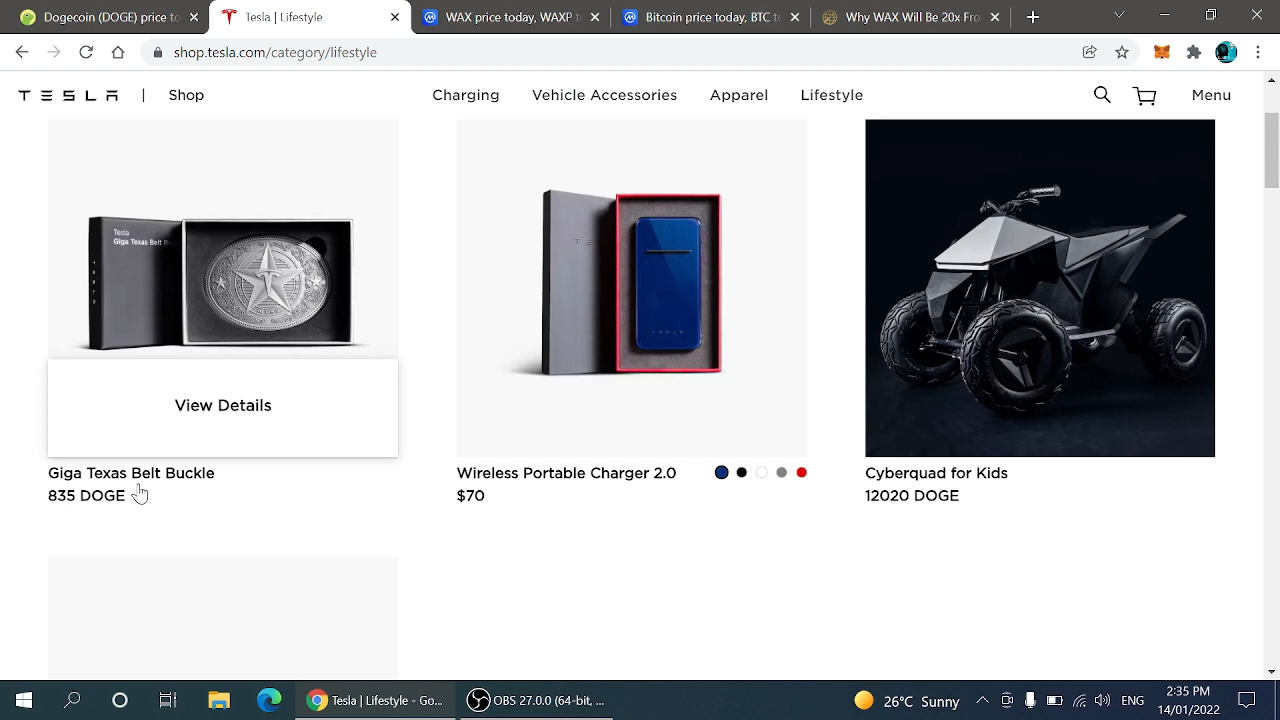 Dogecoin (DOGE)
Tesla | Lifestyle
WAX price today, WAXP to
Bitcoin price today, BTC to
Why WAX will be 20x Fro
shop.tesla.com/category/lifestyle
TESLA | Shop
Charging
Vehicle Accessories
Apparel
Lifestyle
Menu
Tesla
Giga Texas Belt B
TESLA
View Details
Giga Texas Belt Buckle
835 DOGE
TESLA
Wireless Portable Charger 2.0
$70
Cyberquad for Kids
12020 DOGE
Tesla | Lifestyle - Go...
OBS 27.0.0 (64-bit, ...
26°C Sunny
ENG
2:35 PM
14/01/2022